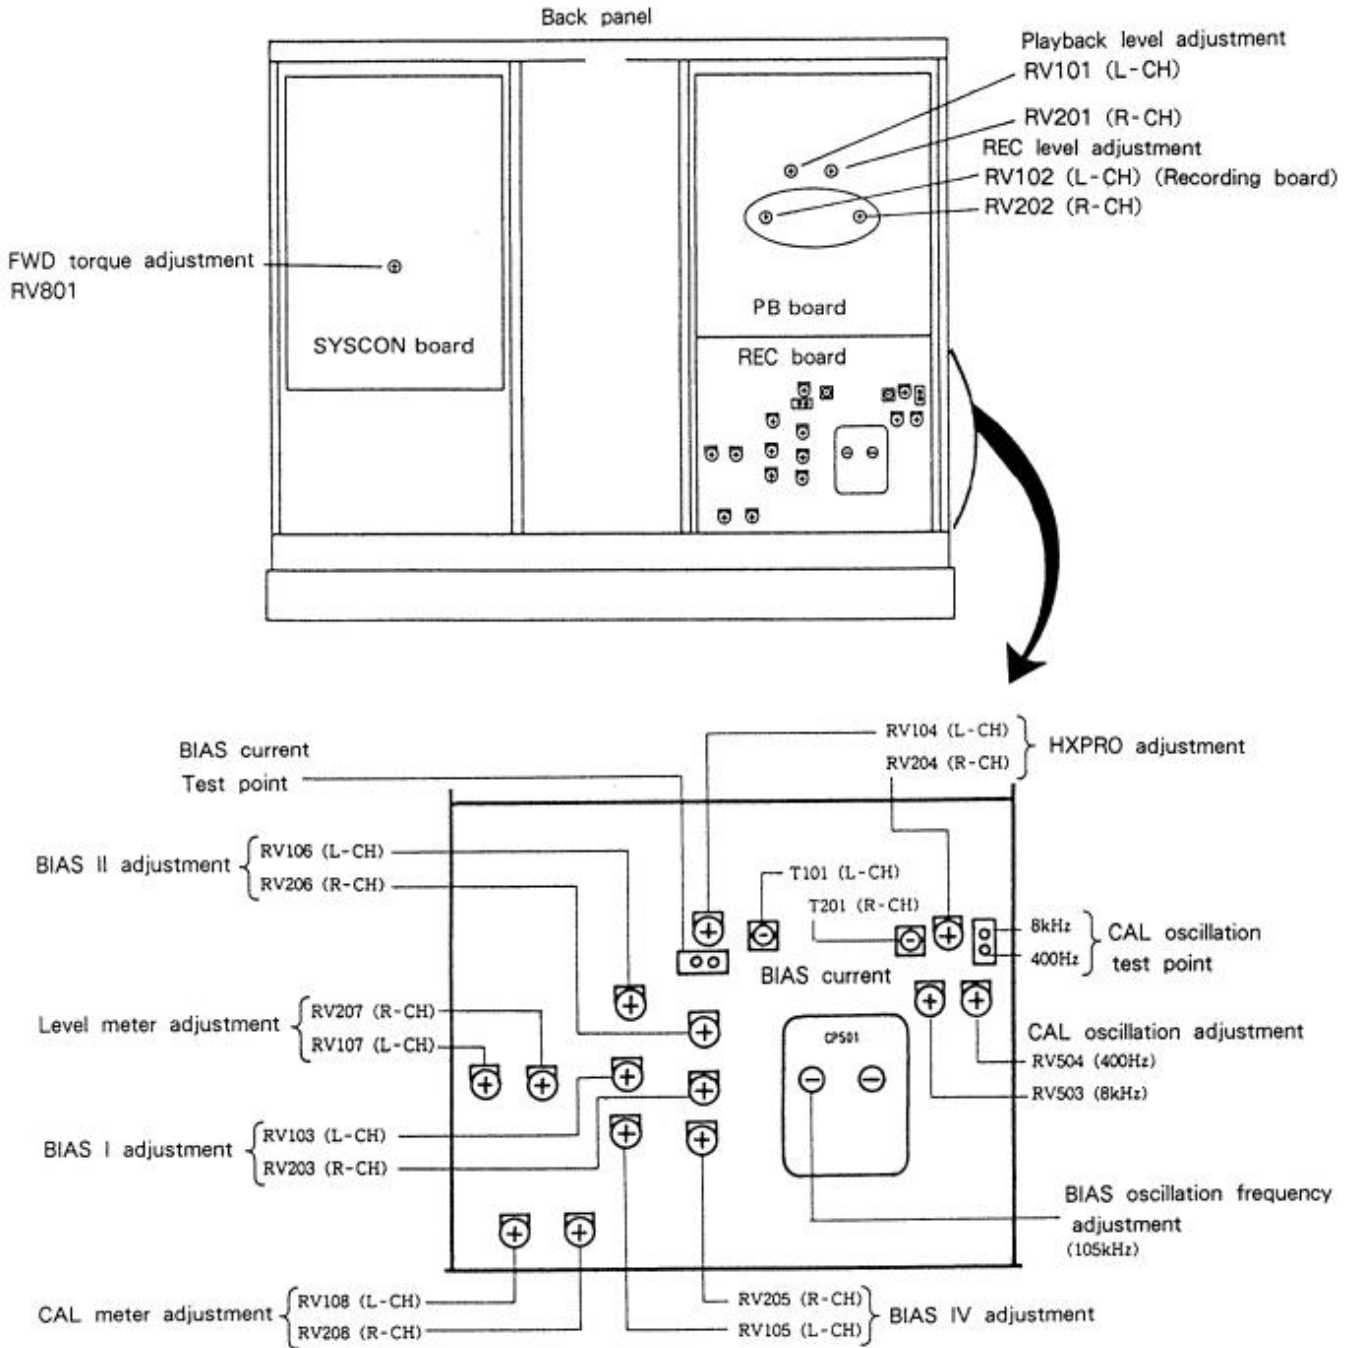 Back panel
Playback level adjustment
RV101 (L-CH)
RV201 (R-CH)
REC level adjustment
RV102 (L-CH) (Recording board)
RV202 (R-CH)
FWD torque adjustment
RV801
PB board
SYSCON board
REC board
RV104 (L-CH)
RV204 (R-CH)
HXPRO adjustment
BIAS current
Test point
BIAS II adjustment
RV106 (L-CH)
RV206 (R-CH)
T101 (L-CH)
T201 (R-CH)
8kHz
400Hz
CAL oscillation
test point
BIAS current
Level meter adjustment
RV207 (R-CH)
RV107 (L-CH)
CP501
CAL oscillation adjustment
RV504 (400Hz)
RV503 (8kHz)
BIAS I adjustment
RV103 (L-CH)
RV203 (R-CH)
BIAS oscillation frequency
adjustment
(105kHz)
CAL meter adjustment
RV108 (L-CH)
RV208 (R-CH)
RV205 (R-CH)
RV105 (L-CH)
BIAS IV adjustment